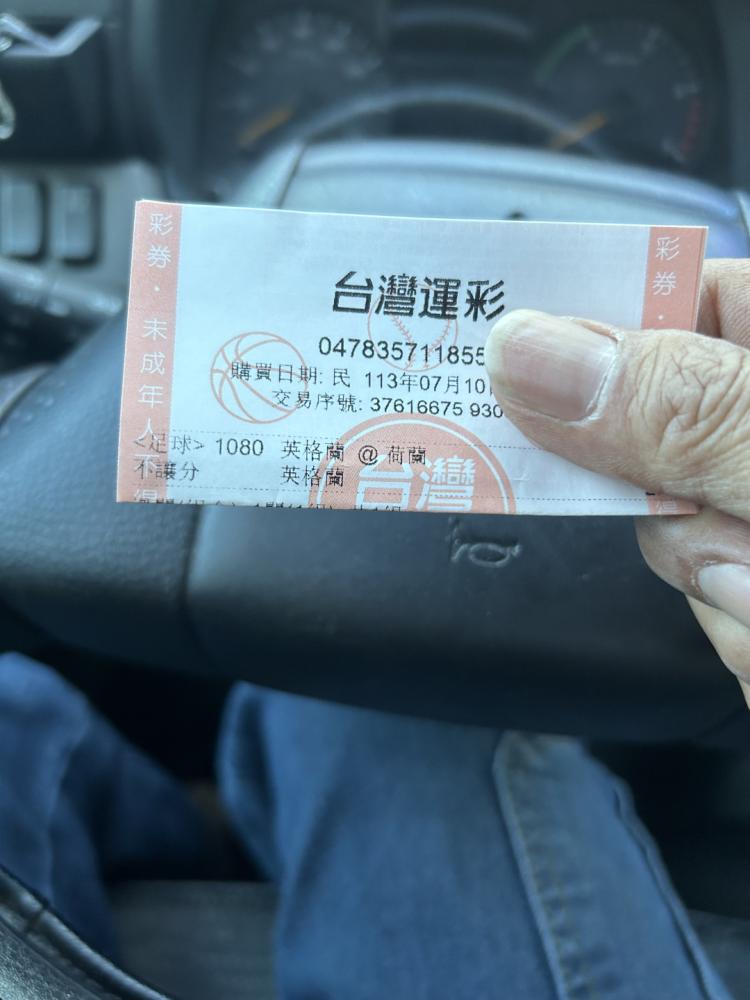 台灣運彩
047835711855
購買日期: 民 113年07月10
交易序號: 37616675 930
<足球> 1080 英格蘭 @ 荷蘭
不讓分 英格蘭
彩券・未成年人不得
彩券・
台灣